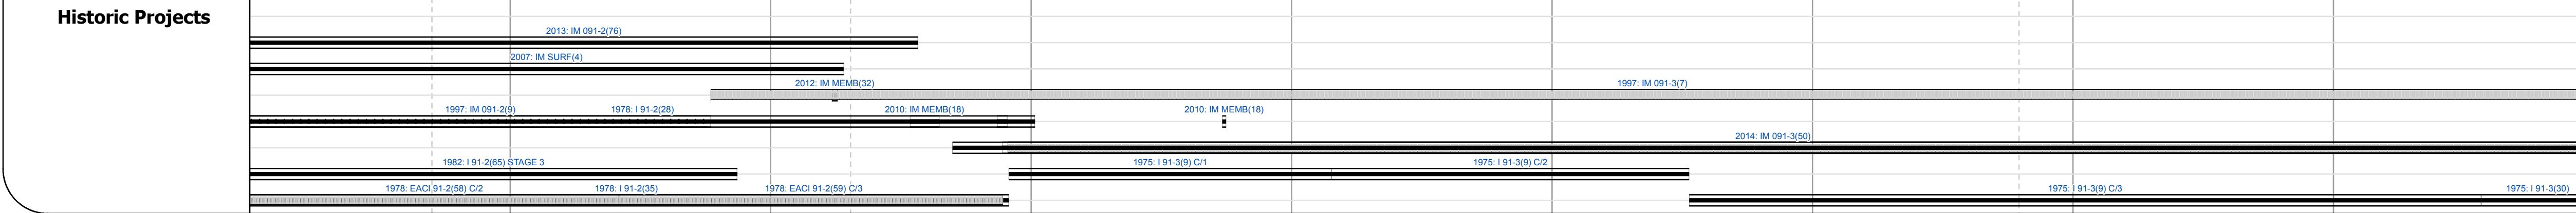 Historic Projects
2013: IM 091-2(76)
2007: IM SURF(4)
2012: IM MEMB(32) 1997: IM 091-3(7)
1997: IM 091-2(9) 1978: I 91-2(28) 2010: IM MEMB(18) 2010: IM MEMB(18)
2014: IM 091-3(50)
1982: I 91-2(65) STAGE 3 1975: I 91-3(9) C/1 1975: I 91-3(9) C/2
1978: EACI 91-2(58) C/2 1978: I 91-2(35) 1978: EACI 91-2(59) C/3 1975: I 91-3(9) C/3 1975: I 91-3(30)